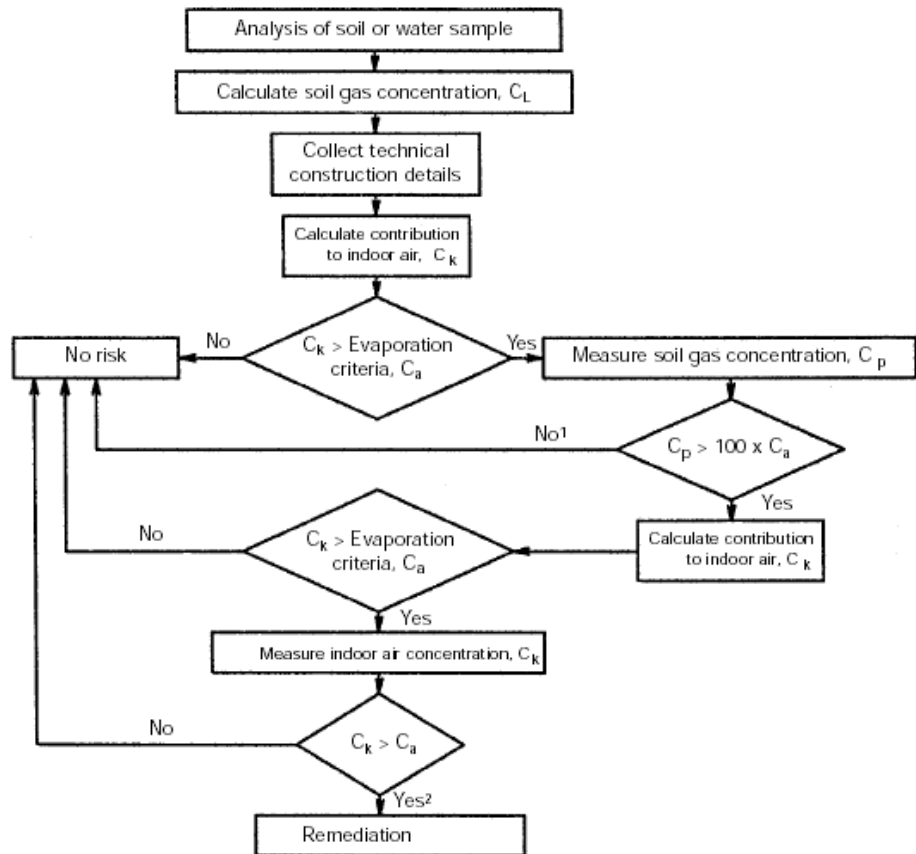 Analysis of soil or water sample
Calculate soil gas concentration, C_L
Collect technical
construction details
Calculate contribution
to indoor air, C_k
No
C_k > Evaporation
criteria, C_a
Yes
No risk
Measure soil gas concentration, C_p
No¹
C_p > 100 x C_a
Yes
No
C_k > Evaporation
criteria, C_a
Calculate contribution
to indoor air, C_k
Yes
Measure indoor air concentration, C_k
No
C_k > C_a
Yes²
Remediation